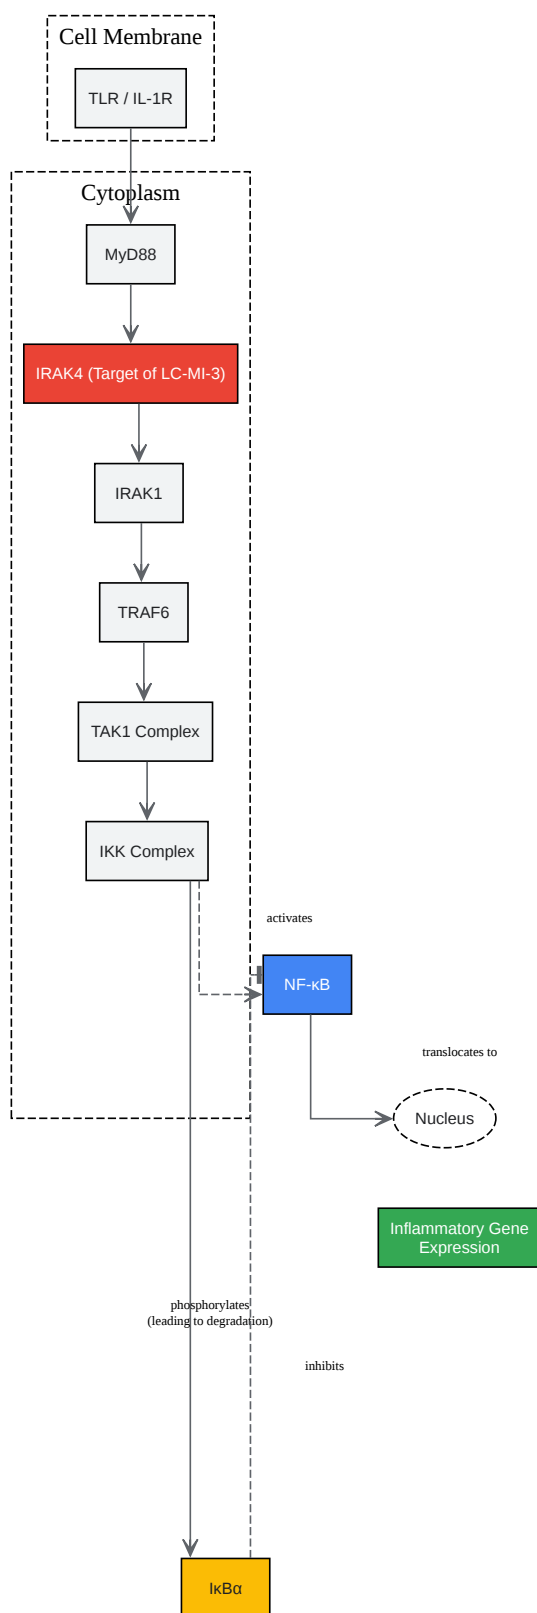 Cell Membrane
TLR / IL-1R
Cytoplasm
MyD88
IRAK4 (Target of LC-MI-3)
IRAK1
TRAF6
TAK1 Complex
IKK Complex
activates
NF-κB
translocates to
Nucleus
Inflammatory Gene
Expression
phosphorylates
(leading to degradation)
inhibits
IκBα